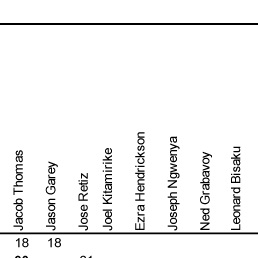 Jacob Thomas
Jason Garey
Jose Retiz
Joel Kitamirike
Ezra Hendrickson
Joseph Ngwenya
Ned Grabavoy
Leonard Bisaku
18 18